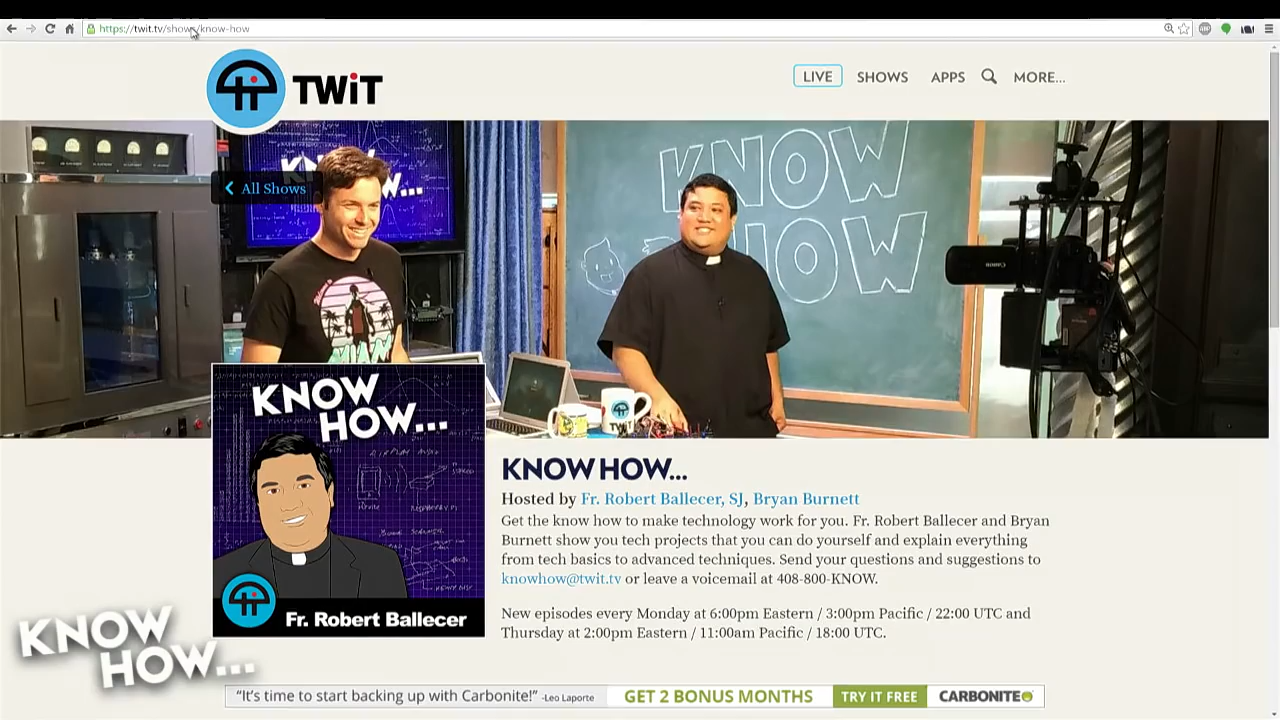 https://twit.tv/shows/know-how
TWiT
LIVE
SHOWS
APPS
MORE...
All Shows
KNOW
HOW
MIAMI
Canon
TWiT
KNOW
HOW...
Fr. Robert Ballecer
KNOW HOW...
Hosted by Fr. Robert Ballecer, SJ, Bryan Burnett
Get the know how to make technology work for you. Fr. Robert Ballecer and Bryan
Burnett show you tech projects that you can do yourself and explain everything
from tech basics to advanced techniques. Send your questions and suggestions to
knowhow@twit.tv or leave a voicemail at 408-800-KNOW.
New episodes every Monday at 6:00pm Eastern / 3:00pm Pacific / 22:00 UTC and
Thursday at 2:00pm Eastern / 11:00am Pacific / 18:00 UTC.
KNOW
HOW...
"It's time to start backing up with Carbonite!" -Leo Laporte
GET 2 BONUS MONTHS
TRY IT FREE
CARBONITE